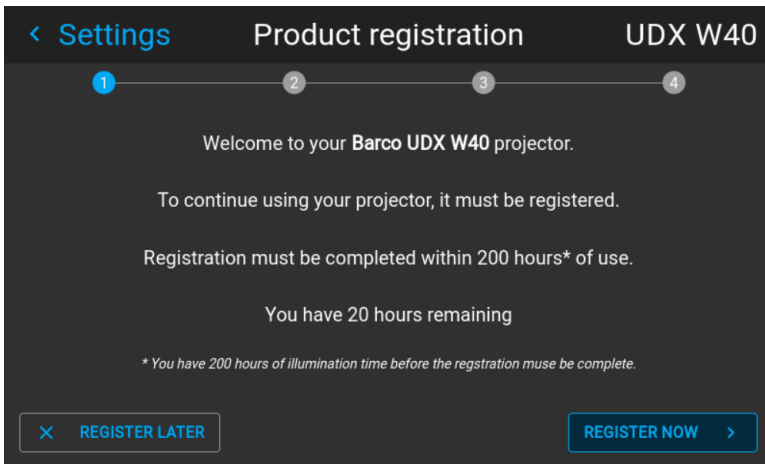 Settings Product registration UDX W40
1 2 3 4
Welcome to your Barco UDX W40 projector.
To continue using your projector, it must be registered.
Registration must be completed within 200 hours* of use.
You have 20 hours remaining
* You have 200 hours of illumination time before the regstration muse be complete.
REGISTER LATER REGISTER NOW